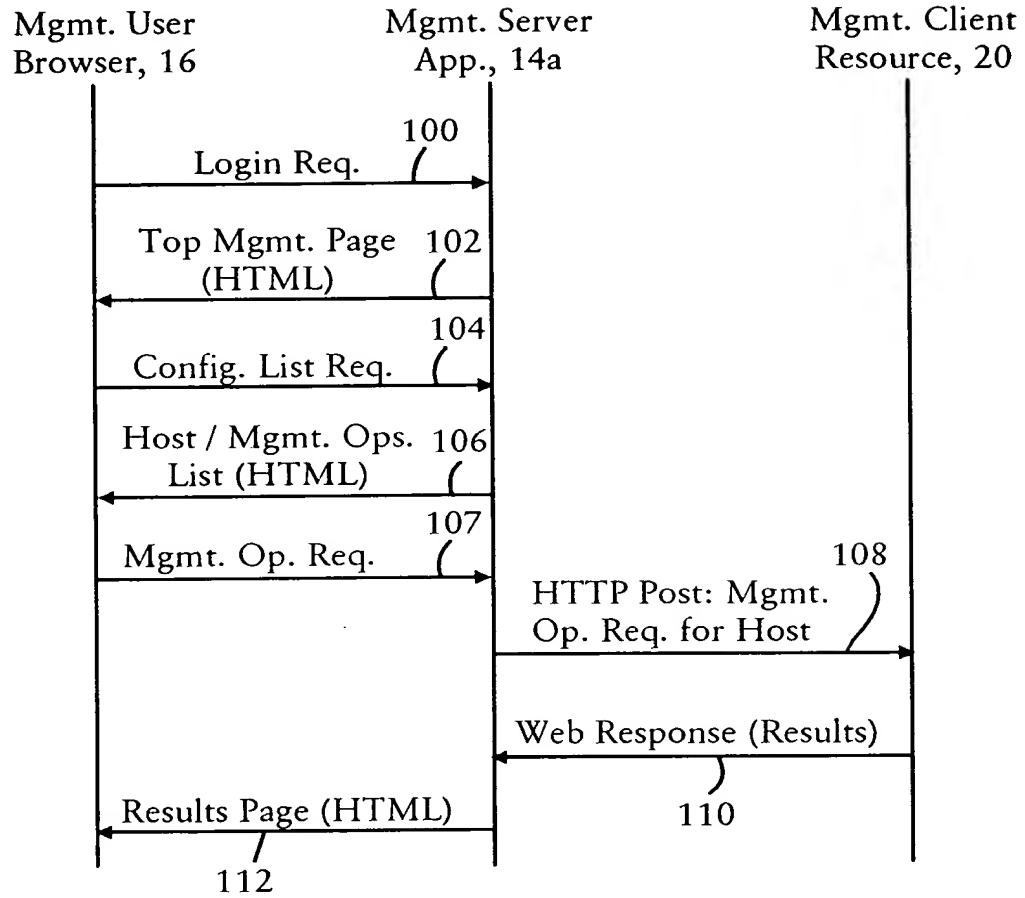 Mgmt. User
Browser, 16
Mgmt. Server
App., 14a
Mgmt. Client
Resource, 20
100
Login Req.
Top Mgmt. Page
(HTML)
102
104
Config. List Req.
Host / Mgmt. Ops.
List (HTML)
106
107
Mgmt. Op. Req.
108
HTTP Post: Mgmt.
Op. Req. for Host
Web Response (Results)
110
Results Page (HTML)
112